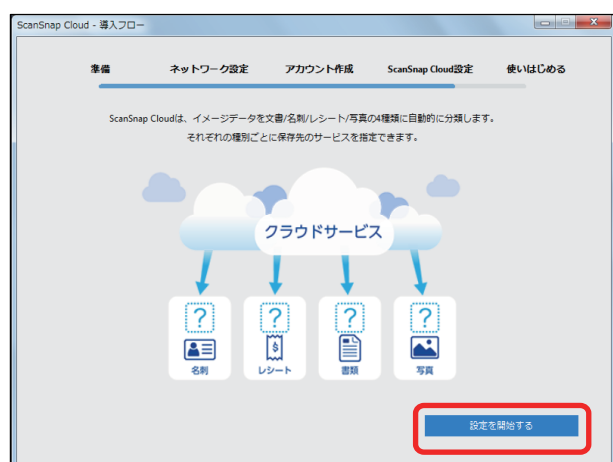 ScanSnap Cloud - 導入フロー
準備 ネットワーク設定 アカウント作成 ScanSnap Cloud設定 使いはじめる
ScanSnap Cloudは、イメージデータを文書/名刺/レシート/写真の4種類に自動的に分類します。
それぞれの種別ごとに保存先のサービスを指定できます。
クラウドサービス
? ? ? ?
$
名刺 レシート 書類 写真
設定を開始する